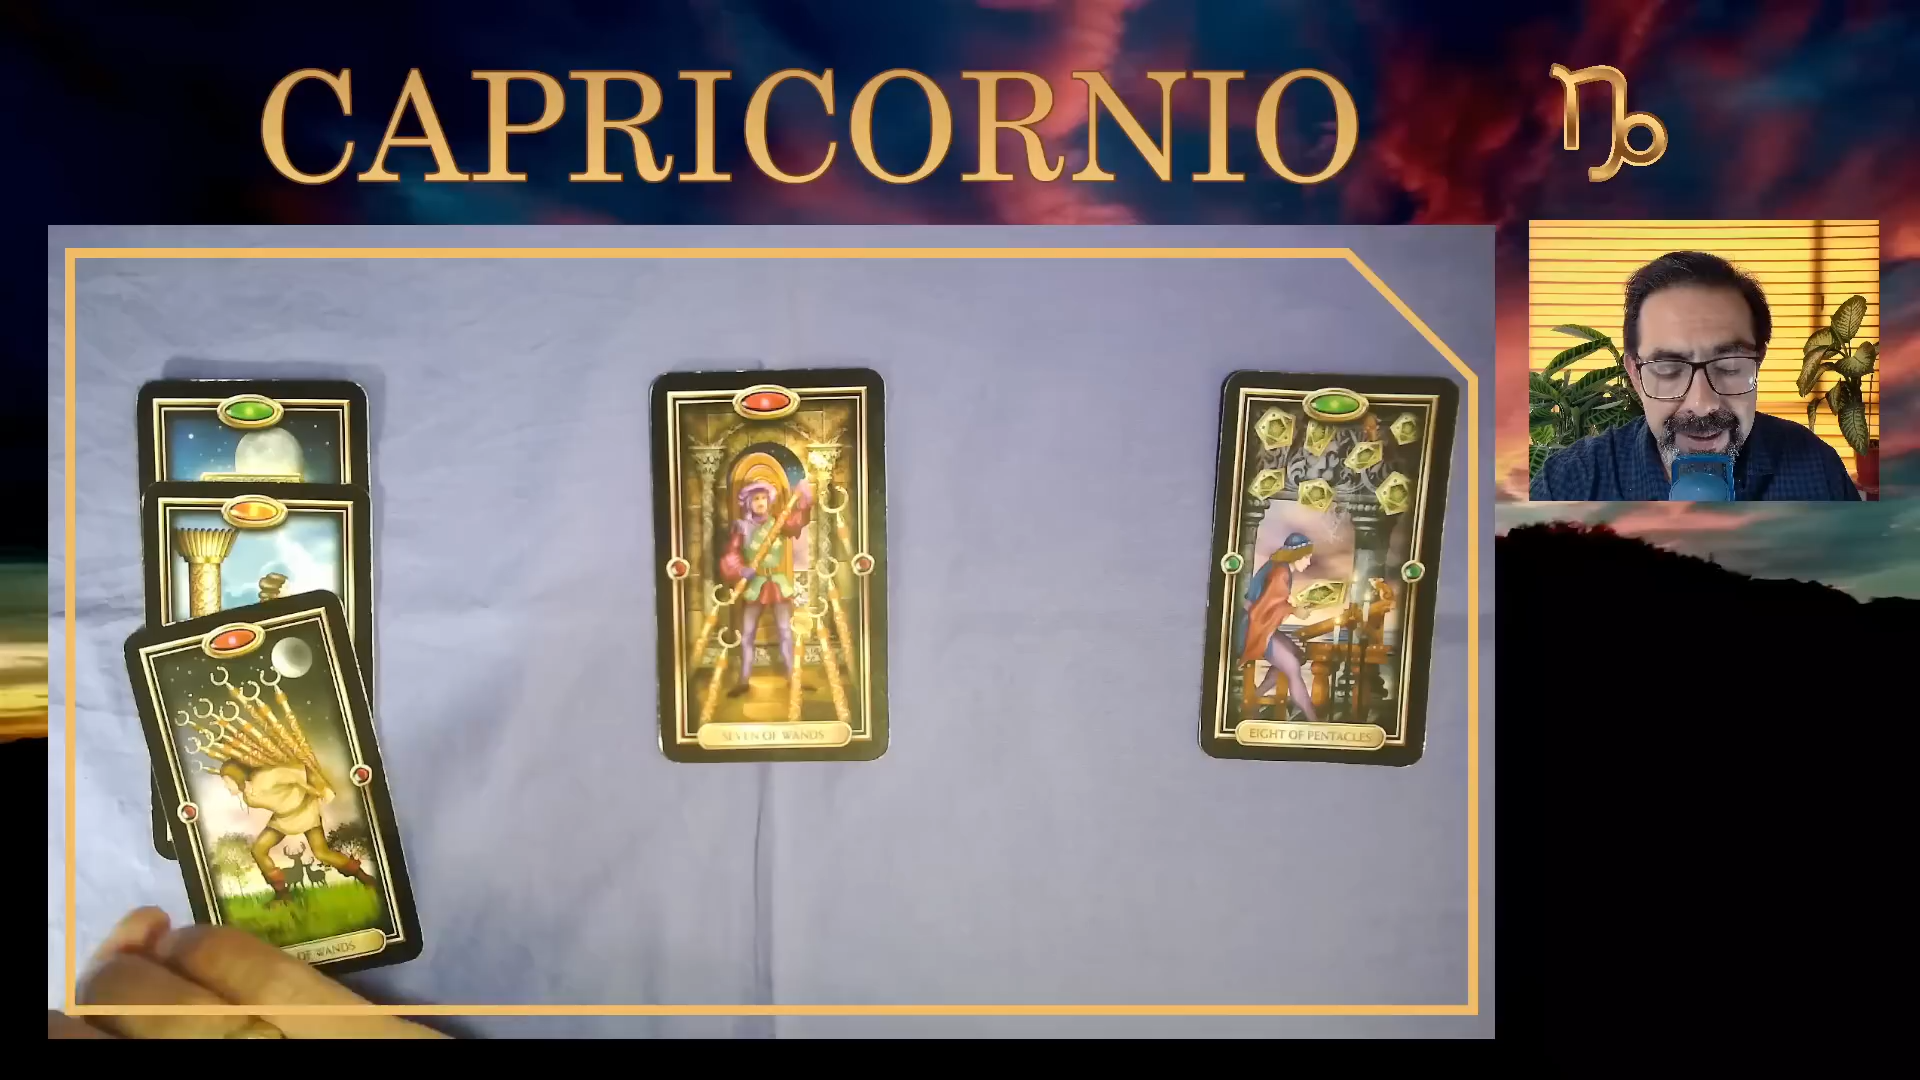 CAPRICORNIO
SEVEN OF WANDS
EIGHT OF PENTACLES
OF WANDS